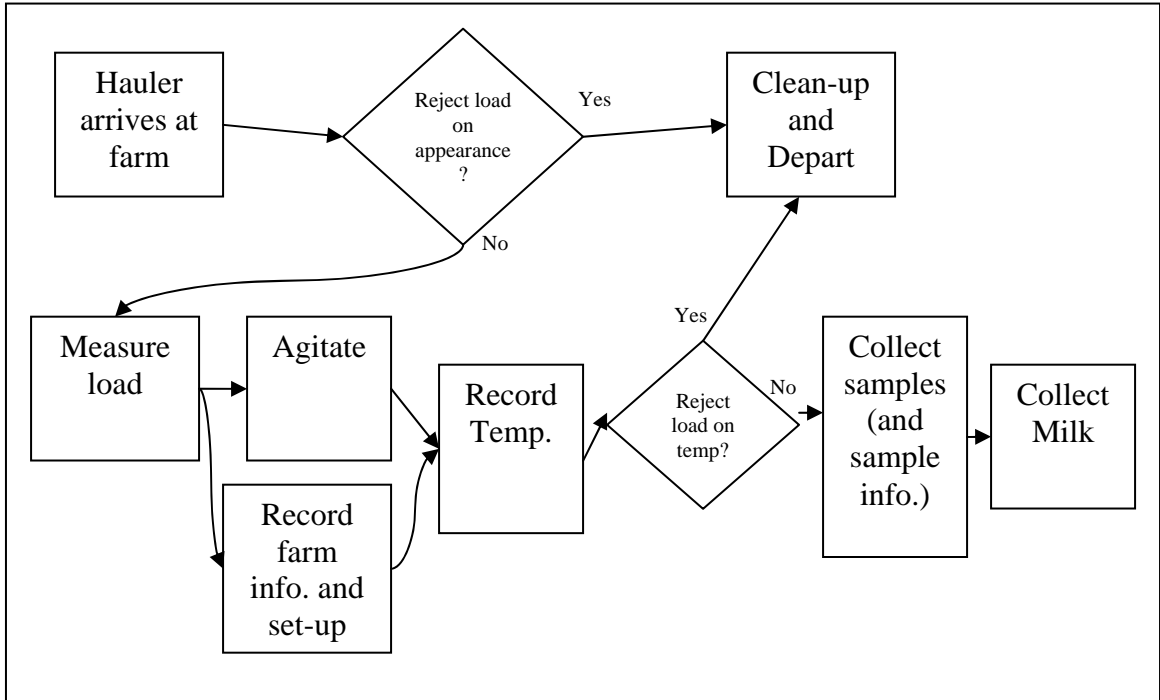 Hauler
arrives at
farm
Reject load
on
appearance
?
Yes
Clean-up
and
Depart
No
Measure
load
Agitate
Record
farm
info. and
set-up
Record
Temp.
Reject
load on
temp?
Yes
No
Collect
samples
(and
sample
info.)
Collect
Milk